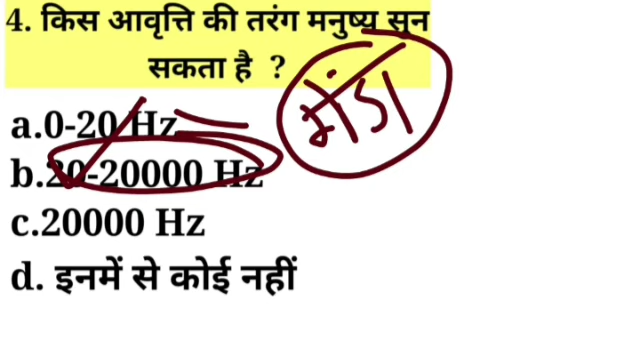 4. किस आवृत्ति की तरंग मनुष्य सुन
सकता है ?
a.0-20 Hz
b.20-20000 Hz
c.20000 Hz
d. इनमें से कोई नहीं